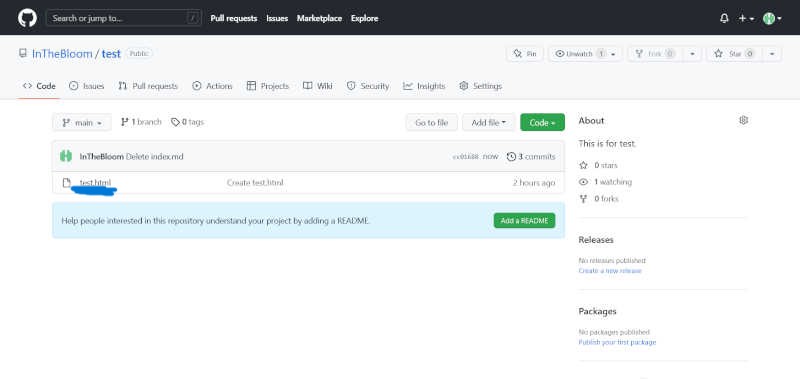 Search or jump to... / Pull requests Issues Marketplace Explore
InTheBloom / test Public Pin Unwatch 1 Fork 0 Star 0
Code Issues Pull requests Actions Projects Wiki Security Insights Settings
main 1 branch 0 tags Go to file Add file Code
About
This is for test.
InTheBloom Delete index.md now 3 commits
0 stars
test.html Create test.html 2 hours ago
1 watching
0 forks
Help people interested in this repository understand your project by adding a README. Add a README
Releases
No releases published
Create a new release
Packages
No packages published
Publish your first package